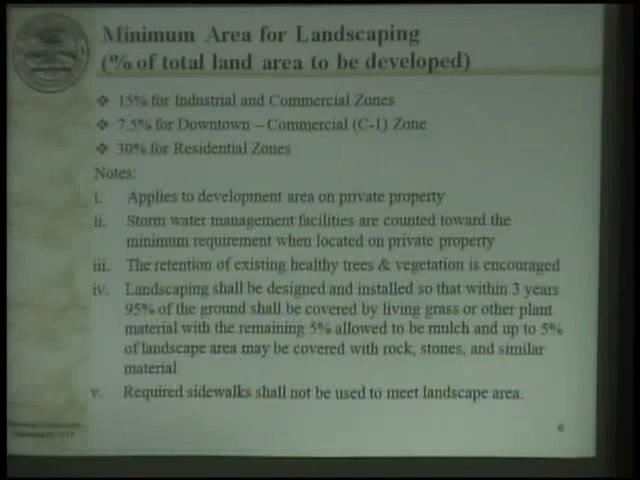 Minimum Area for Landscaping
(% of total land area to be developed)
❖ 15% for Industrial and Commercial Zones
❖ 7.5% for Downtown – Commercial (C-1) Zone
❖ 30% for Residential Zones
Notes:
i. Applies to development area on private property
ii. Storm water management facilities are counted toward the
minimum requirement when located on private property
iii. The retention of existing healthy trees & vegetation is encouraged
iv. Landscaping shall be designed and installed so that within 3 years
95% of the ground shall be covered by living grass or other plant
material with the remaining 5% allowed to be mulch and up to 5%
of landscape area may be covered with rock, stones, and similar
material
v. Required sidewalks shall not be used to meet landscape area.
6